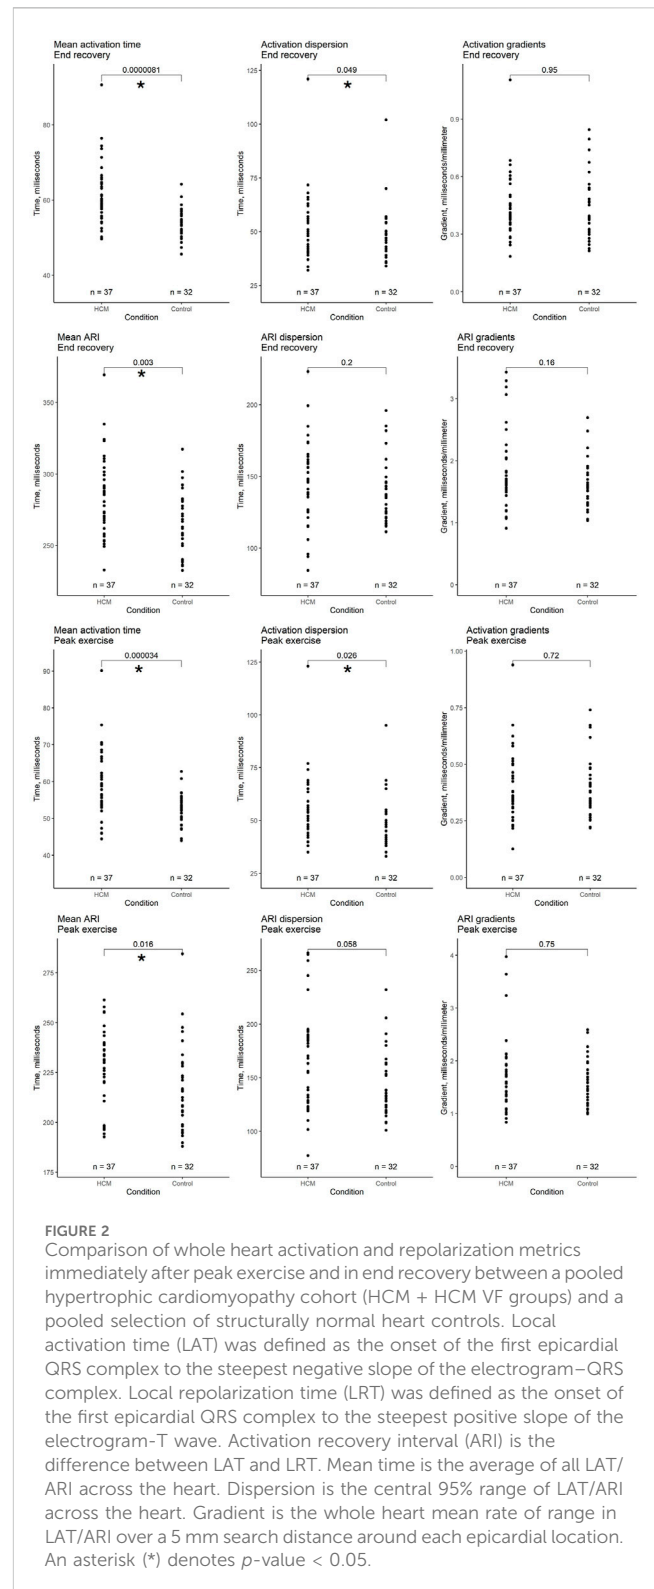 Mean activation time
End recovery
0.0000081
*
80
60
40
Time, milliseconds
n = 37
n = 32
HCM
Control
Condition
Activation dispersion
End recovery
0.049
*
125
100
75
50
25
Time, milliseconds
n = 37
n = 32
HCM
Control
Condition
Activation gradients
End recovery
0.95
0.9
0.6
0.3
0.0
Gradient, milliseconds/millimeter
n = 37
n = 32
HCM
Control
Condition
Mean ARI
End recovery
0.003
*
350
300
250
Time, milliseconds
n = 37
n = 32
HCM
Control
Condition
ARI dispersion
End recovery
0.2
200
150
100
Time, milliseconds
n = 37
n = 32
HCM
Control
Condition
ARI gradients
End recovery
0.16
3
2
1
0
Gradient, milliseconds/millimeter
n = 37
n = 32
HCM
Control
Condition
Mean activation time
Peak exercise
0.000034
*
90
80
70
60
50
40
Time, milliseconds
n = 37
n = 32
HCM
Control
Condition
Activation dispersion
Peak exercise
0.026
*
125
100
75
50
25
Time, milliseconds
n = 37
n = 32
HCM
Control
Condition
Activation gradients
Peak exercise
0.72
1.00
0.75
0.50
0.25
0.00
Gradient, milliseconds/millimeter
n = 37
n = 32
HCM
Control
Condition
Mean ARI
Peak exercise
0.016
*
275
250
225
200
175
Time, milliseconds
n = 37
n = 32
HCM
Control
Condition
ARI dispersion
Peak exercise
0.058
250
200
150
100
Time, milliseconds
n = 37
n = 32
HCM
Control
Condition
ARI gradients
Peak exercise
0.75
4
3
2
1
0
Gradient, milliseconds/millimeter
n = 37
n = 32
HCM
Control
Condition
FIGURE 2
Comparison of whole heart activation and repolarization metrics
immediately after peak exercise and in end recovery between a pooled
hypertrophic cardiomyopathy cohort (HCM + HCM VF groups) and a
pooled selection of structurally normal heart controls. Local
activation time (LAT) was defined as the onset of the first epicardial
QRS complex to the steepest negative slope of the electrogram–QRS
complex. Local repolarization time (LRT) was defined as the onset of
the first epicardial QRS complex to the steepest positive slope of the
electrogram-T wave. Activation recovery interval (ARI) is the
difference between LAT and LRT. Mean time is the average of all LAT/
ARI across the heart. Dispersion is the central 95% range of LAT/ARI
across the heart. Gradient is the whole heart mean rate of range in
LAT/ARI over a 5 mm search distance around each epicardial location.
An asterisk (*) denotes p-value < 0.05.